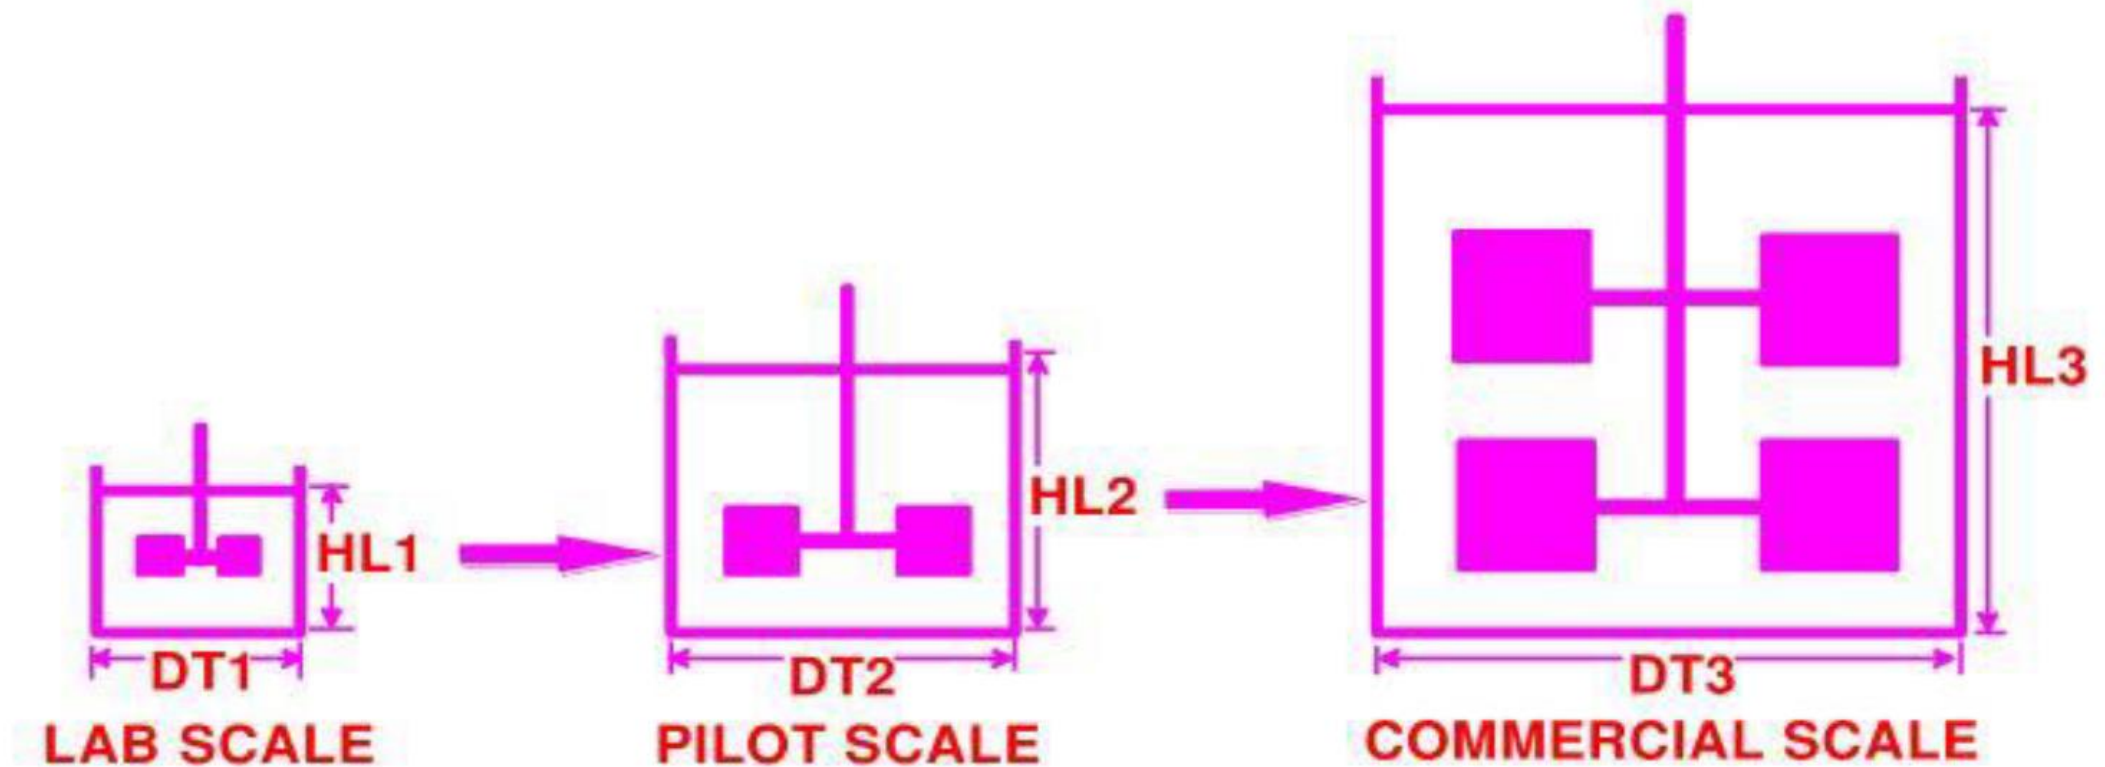 HL1
DT1
LAB SCALE
HL2
DT2
PILOT SCALE
HL3
DT3
COMMERCIAL SCALE